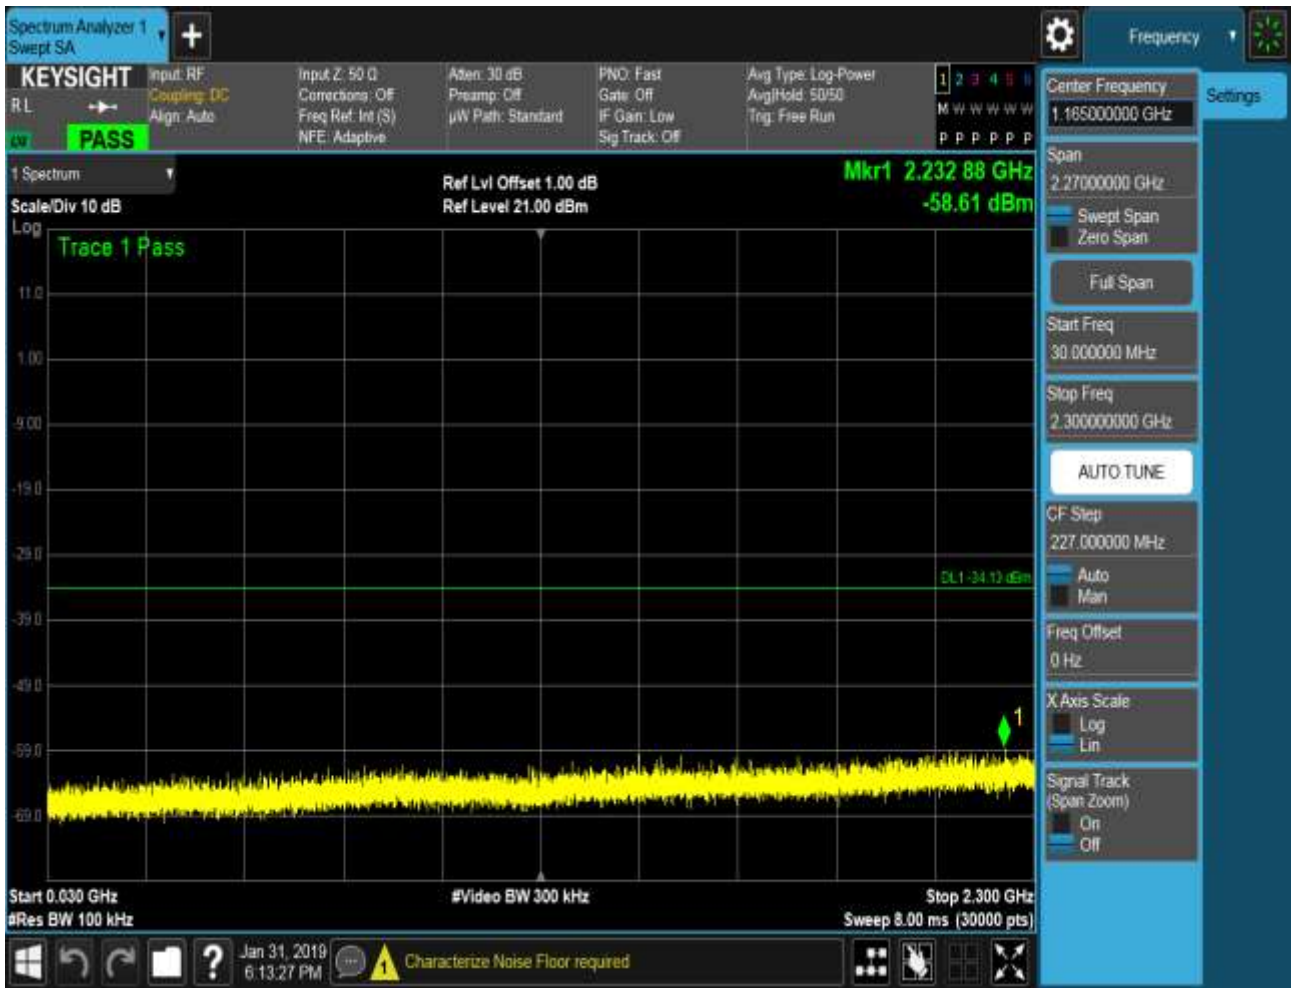 Spectrum Analyzer 1
Swept SA
Frequency
KEYSIGHT
R L
PASS
Input: RF
Coupling: DC
Align: Auto
Input Z: 50 Ω
Corrections: Off
Freq Ref: Int (S)
NFE: Adaptive
Atten: 30 dB
Preamp: Off
µW Path: Standard
PNO: Fast
Gate: Off
IF Gain: Low
Sig Track: Off
Avg Type: Log-Power
Avg|Hold: 50/50
Trig: Free Run
1 2 3 4 5 6
M W W W W W
P P P P P P
1 Spectrum
Scale/Div 10 dB
Log
Ref Lvl Offset 1.00 dB
Ref Level 21.00 dBm
Mkr1 2.232 88 GHz
-58.61 dBm
Trace 1 Pass
11.0
1.00
-9.00
-19.0
-29.0
DL1 -34.13 dBm
-39.0
-49.0
1
-59.0
-69.0
Start 0.030 GHz
#Res BW 100 kHz
#Video BW 300 kHz
Stop 2.300 GHz
Sweep 8.00 ms (30000 pts)
Jan 31, 2019
6:13:27 PM
?
1
Characterize Noise Floor required
Center Frequency
1.165000000 GHz
Settings
Span
2.27000000 GHz
Swept Span
Zero Span
Full Span
Start Freq
30.000000 MHz
Stop Freq
2.300000000 GHz
AUTO TUNE
CF Step
227.000000 MHz
Auto
Man
Freq Offset
0 Hz
X Axis Scale
Log
Lin
Signal Track
(Span Zoom)
On
Off